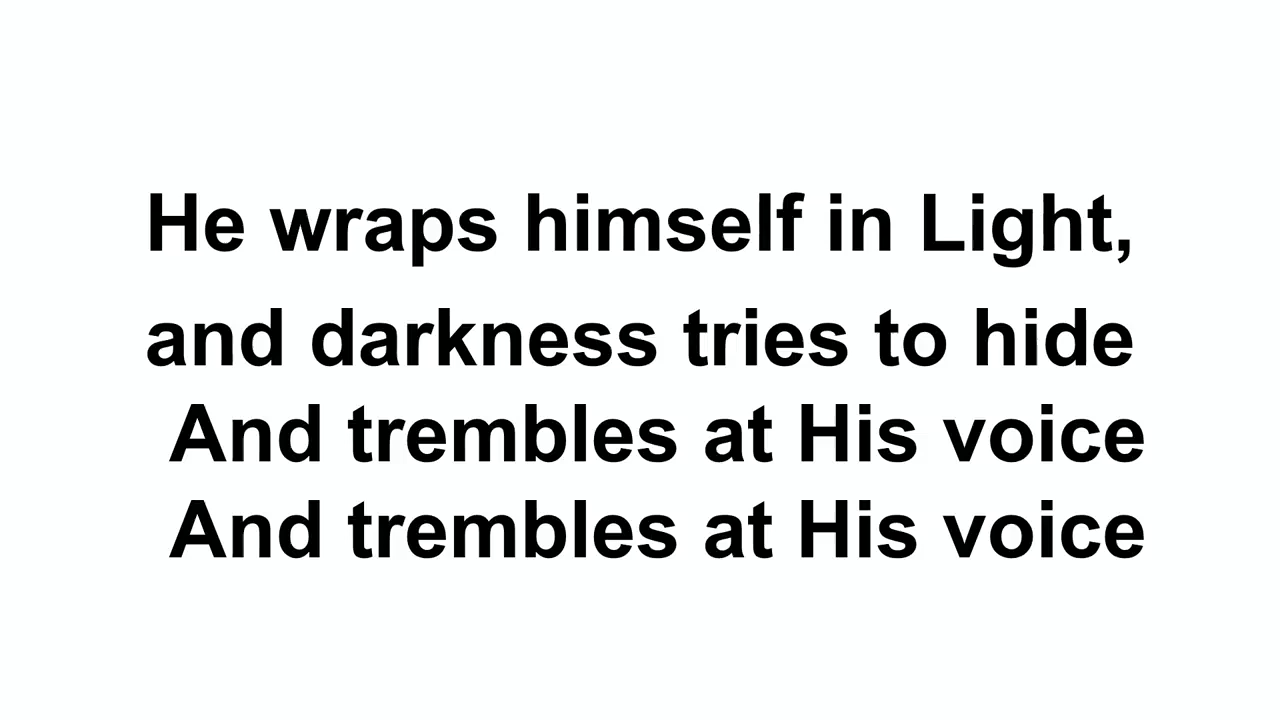 He wraps himself in Light,
and darkness tries to hide
And trembles at His voice
And trembles at His voice